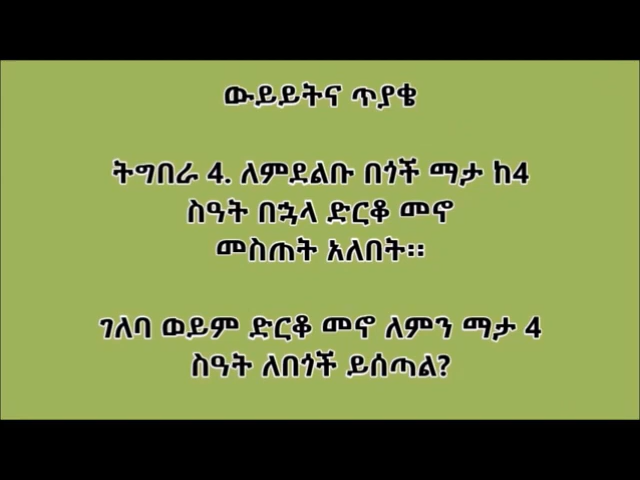 ውይይትና ጥያቄ
ትግበራ 4. ለምደልቡ በጎች ማታ ከ4
ስዓት በኋላ ድርቆ መኖ
መስጠት አለበት።
ገለባ ወይም ድርቆ መኖ ለምን ማታ 4
ስዓት ለበጎች ይሰጣል?